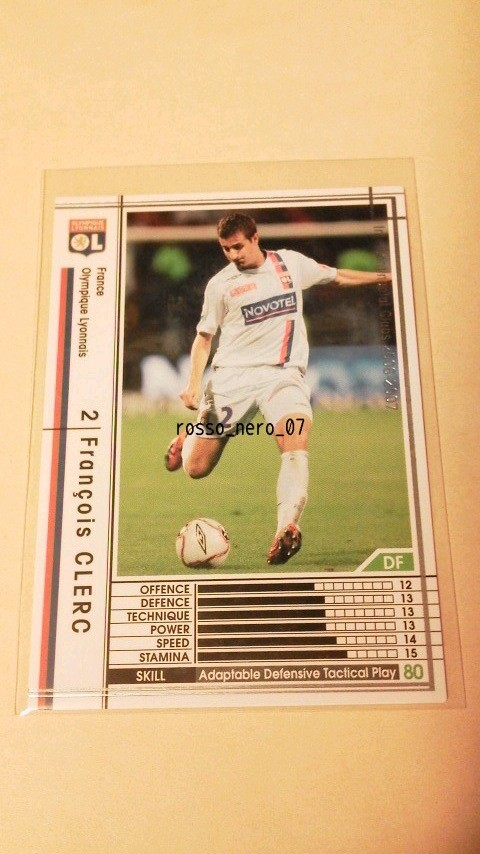 OLYMPIQUE
LYONNAIS
OL
France
Olympique Lyonnais
2 François CLERC
NOVOTEL
2
rosso_nero_07
DF
OFFENCE 12
DEFENCE 13
TECHNIQUE 13
POWER 13
SPEED 14
STAMINA 15
SKILL Adaptable Defensive Tactical Play 80